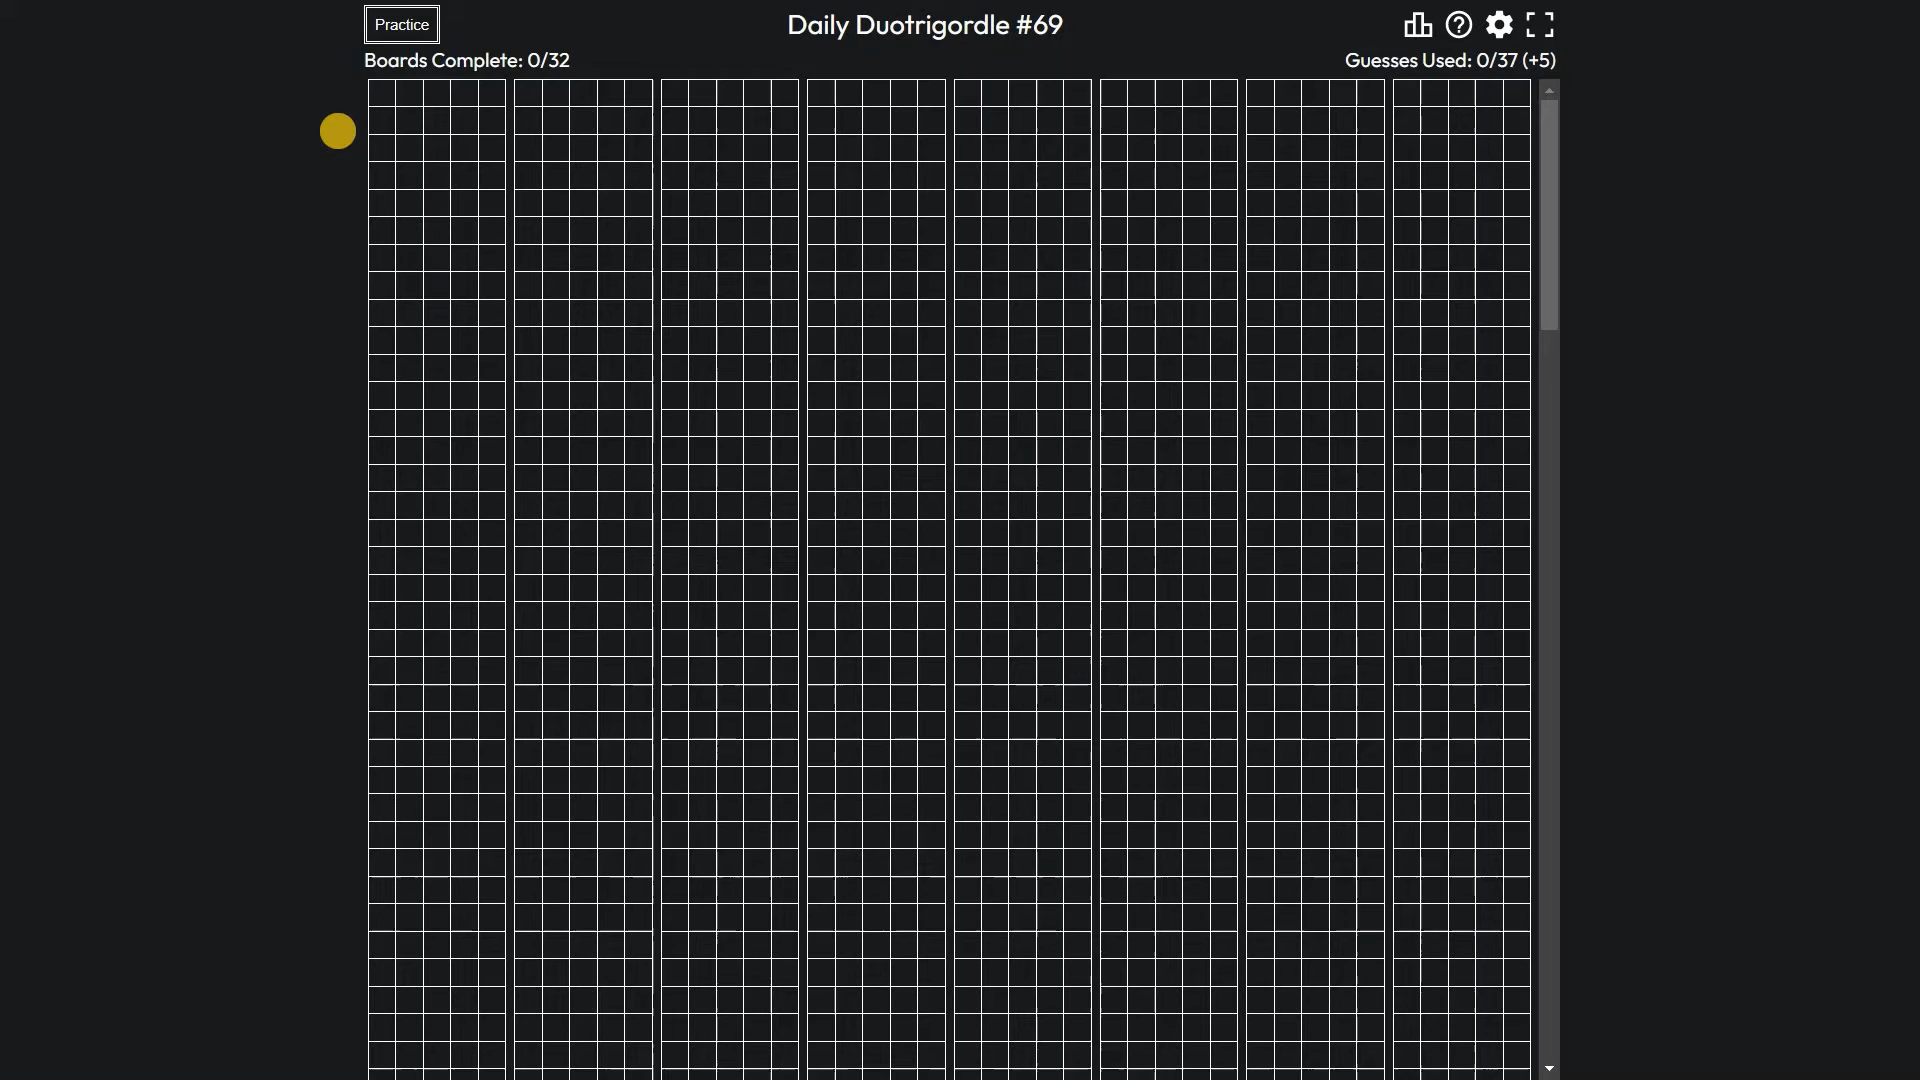 Practice
Daily Duotrigordle #69
Boards Complete: 0/32
Guesses Used: 0/37 (+5)